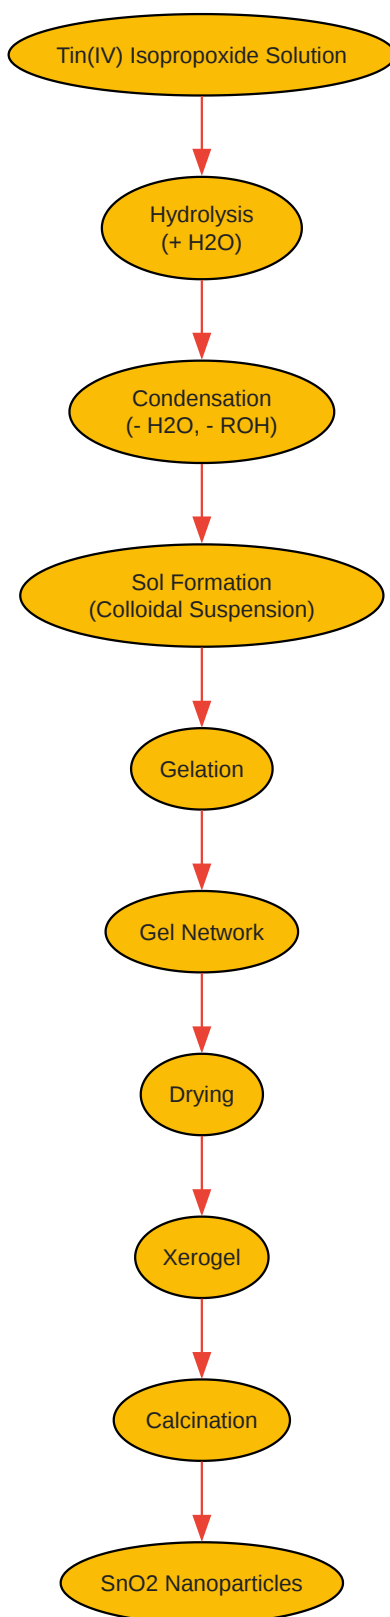 Tin(IV) Isopropoxide Solution
Hydrolysis
(+ H2O)
Condensation
(- H2O, - ROH)
Sol Formation
(Colloidal Suspension)
Gelation
Gel Network
Drying
Xerogel
Calcination
SnO2 Nanoparticles